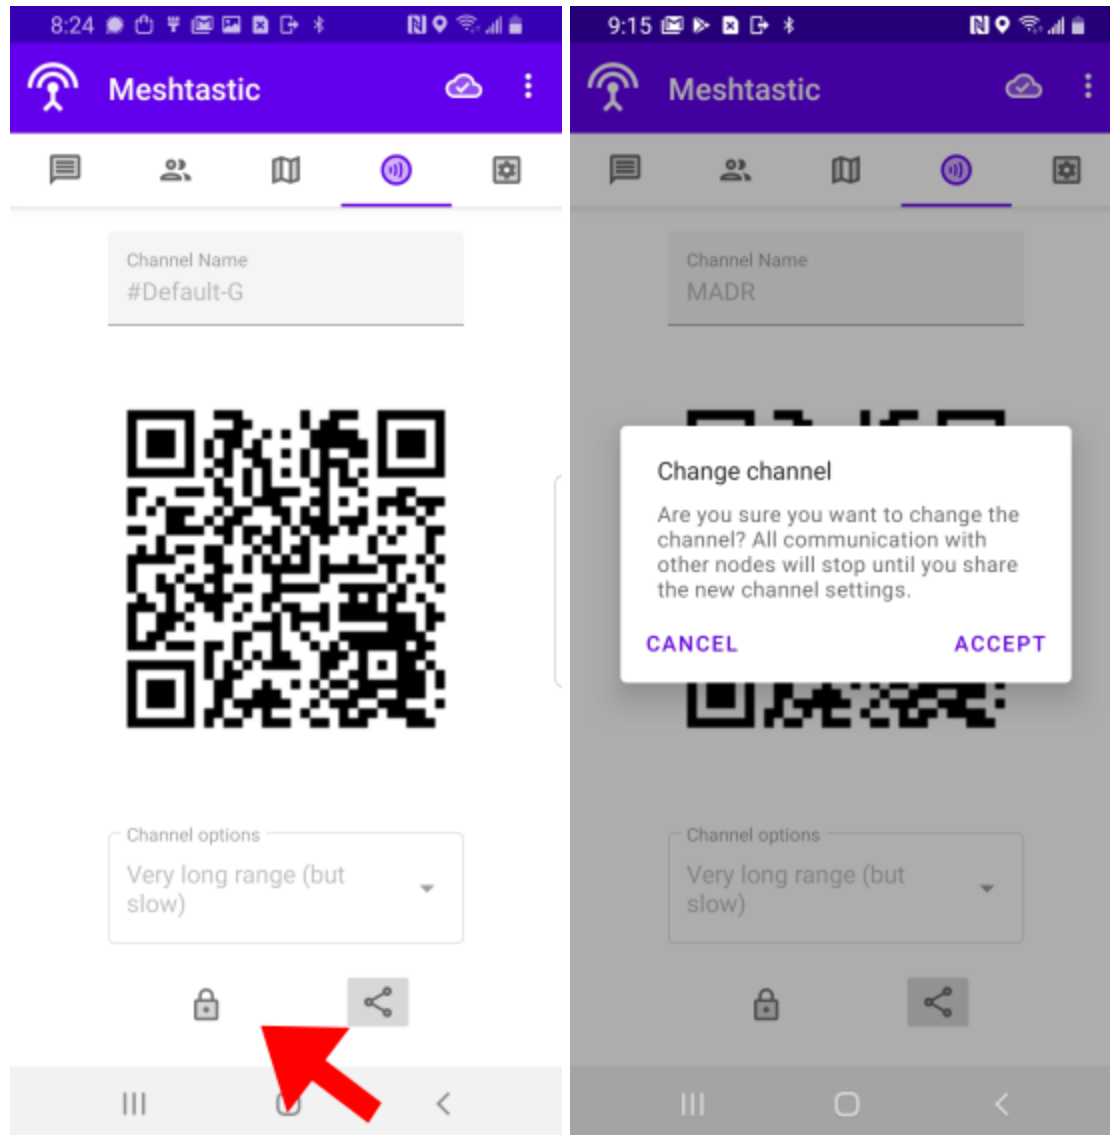 8:24
Meshtastic
Channel Name
#Default-G
Channel options
Very long range (but
slow)
9:15
Meshtastic
Channel Name
MADR
Change channel
Are you sure you want to change the
channel? All communication with
other nodes will stop until you share
the new channel settings.
CANCEL ACCEPT
Channel options
Very long range (but
slow)